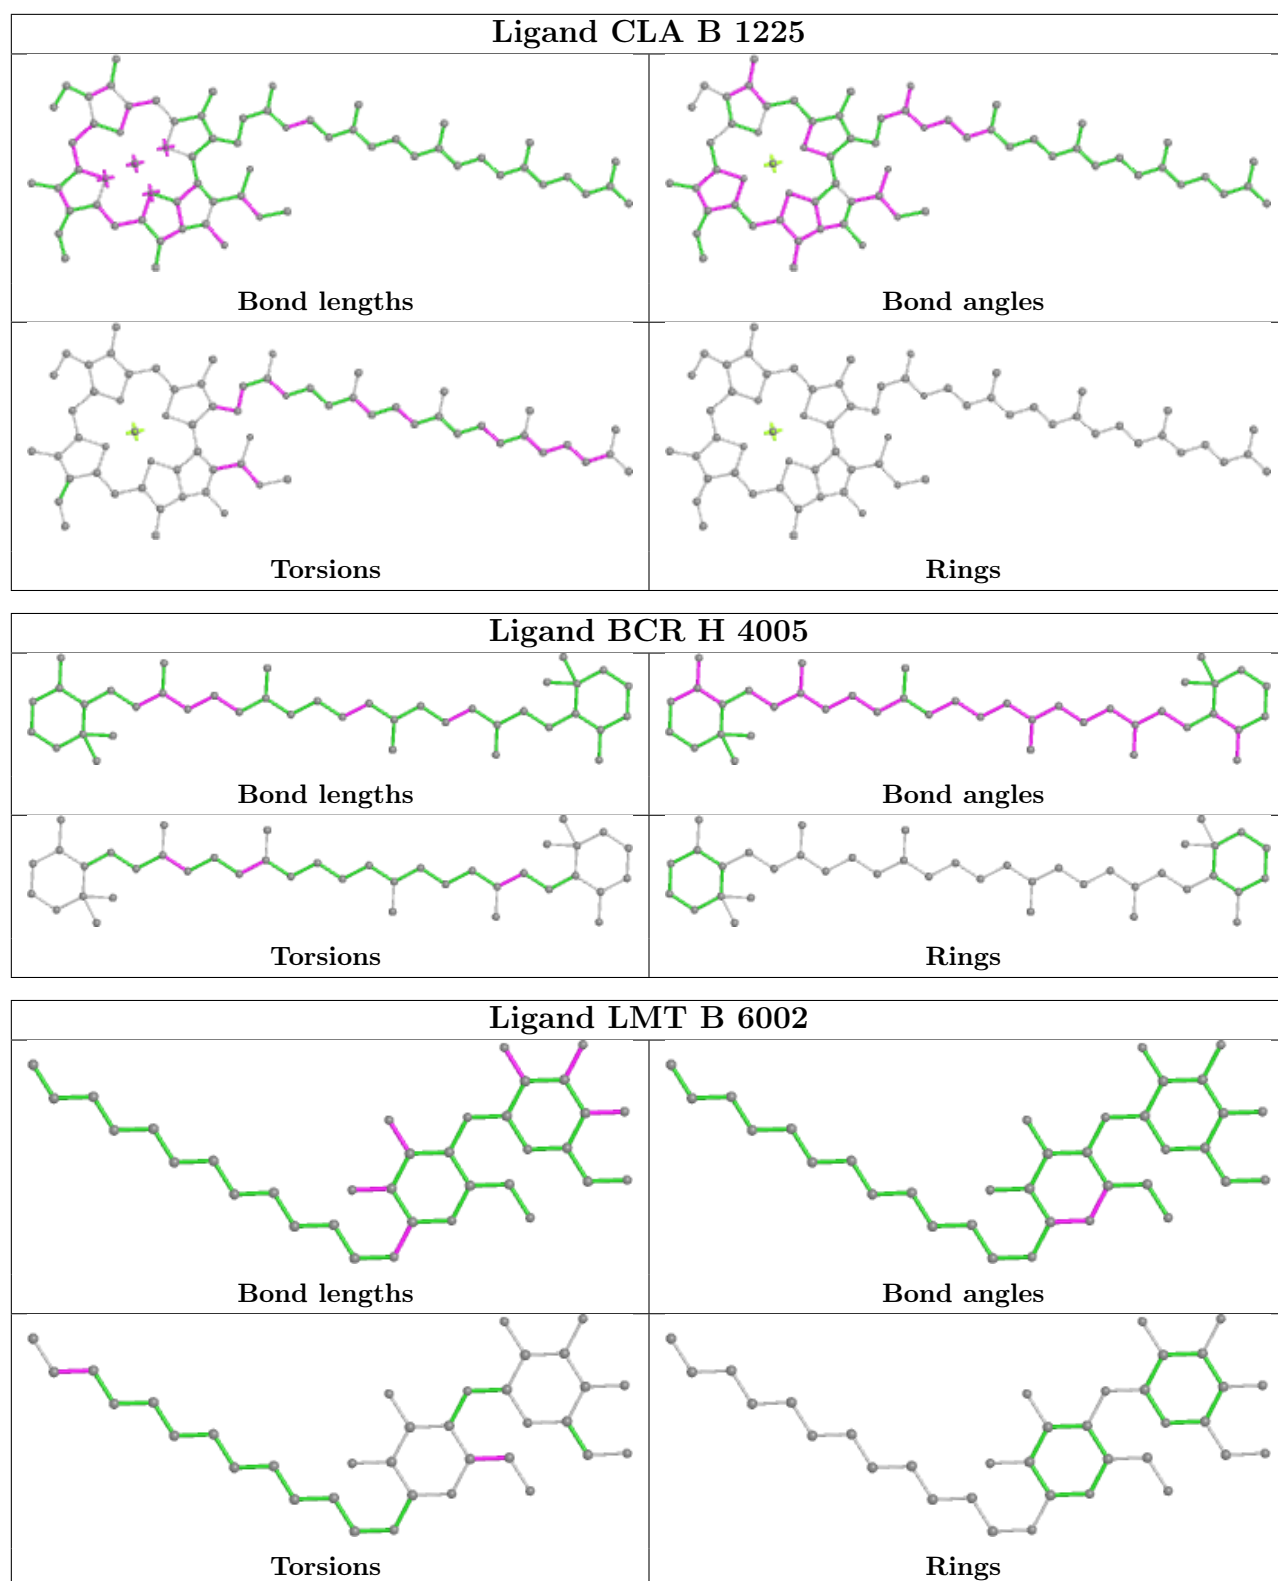 Ligand CLA B 1225
Bond lengths
Bond angles
Torsions
Rings
Ligand BCR H 4005
Bond lengths
Bond angles
Torsions
Rings
Ligand LMT B 6002
Bond lengths
Bond angles
Torsions
Rings